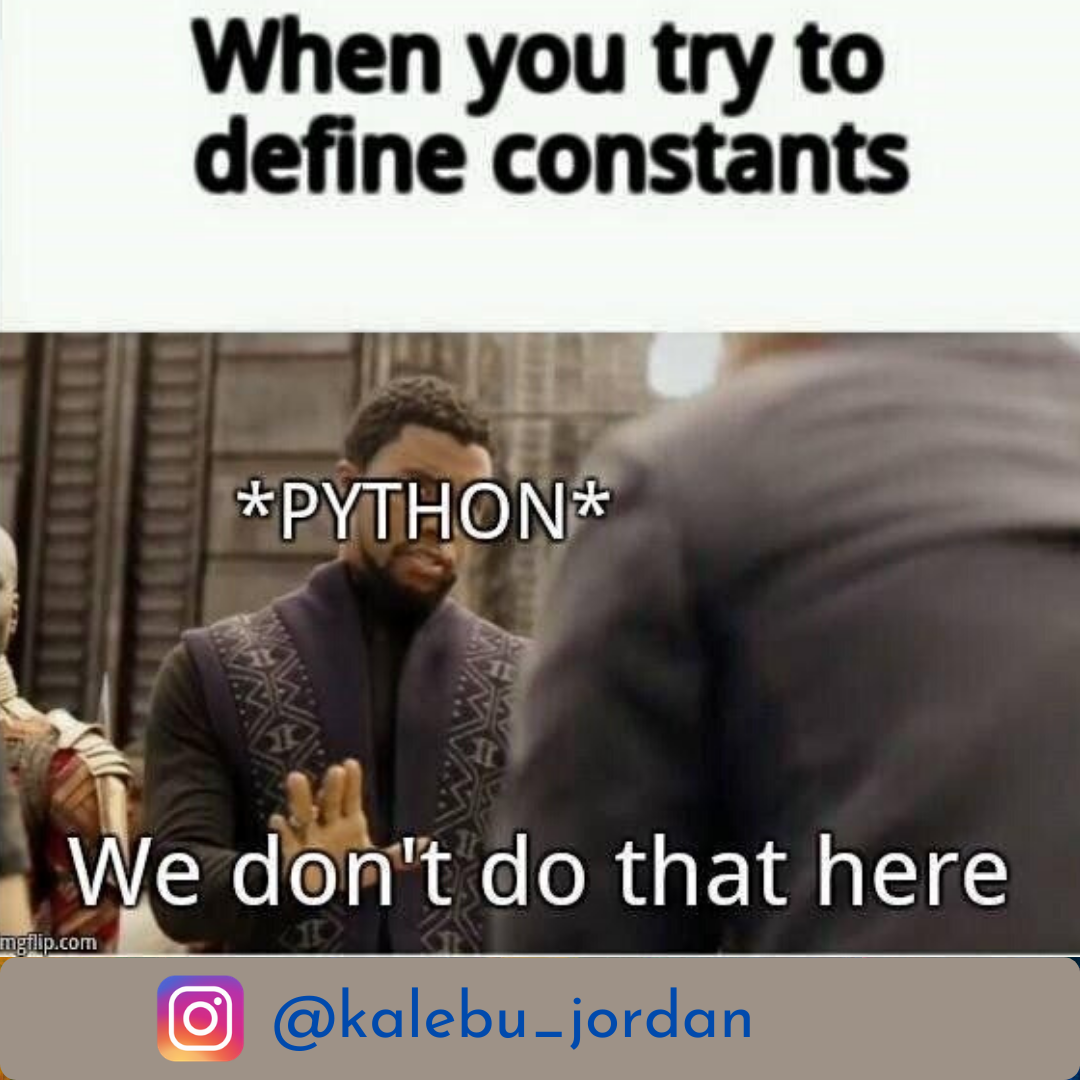 When you try to
define constants
*PYTHON*
We don't do that here
mgflip.com
@kalebu_jordan